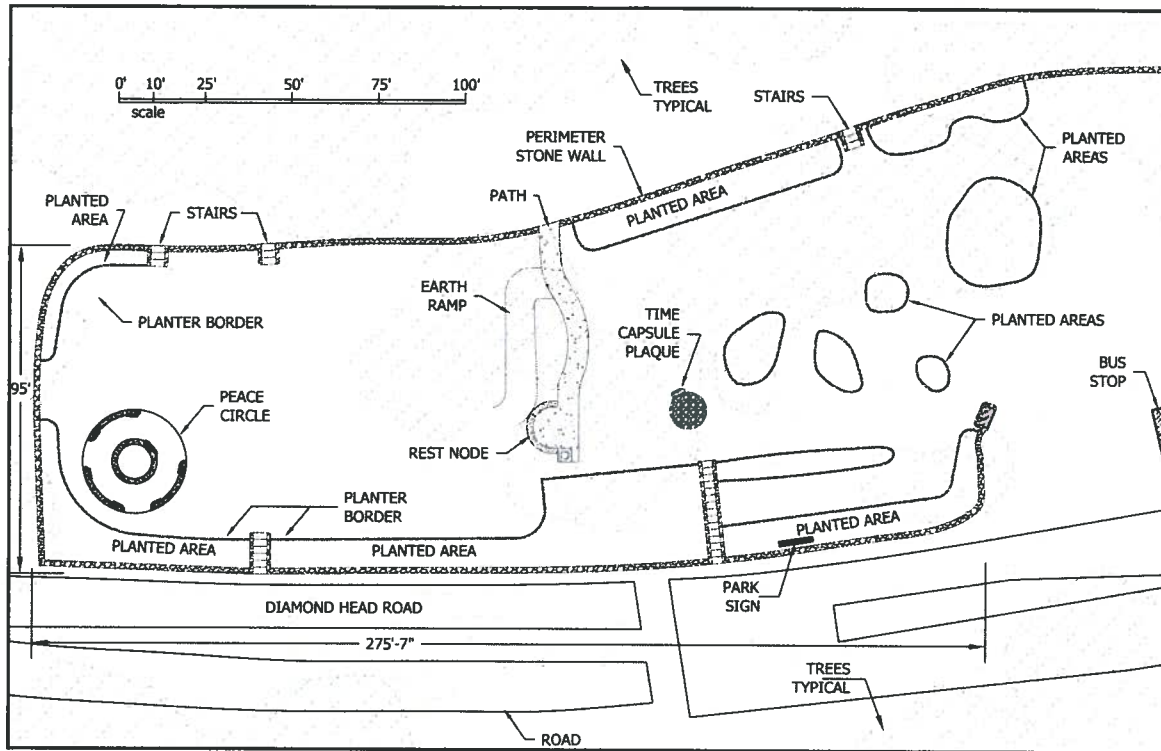 0' 10' 25' 50' 75' 100'
scale
TREES
TYPICAL
STAIRS
PERIMETER
STONE WALL
PLANTED
AREAS
PATH
PLANTED AREA
PLANTED
AREA
STAIRS
EARTH
RAMP
PLANTER BORDER
TIME
CAPSULE
PLAQUE
PLANTED AREAS
BUS
STOP
95'
PEACE
CIRCLE
REST NODE
PLANTER
BORDER
PLANTED AREA
PLANTED AREA
PLANTED AREA
PARK
SIGN
DIAMOND HEAD ROAD
275'-7"
TREES
TYPICAL
ROAD